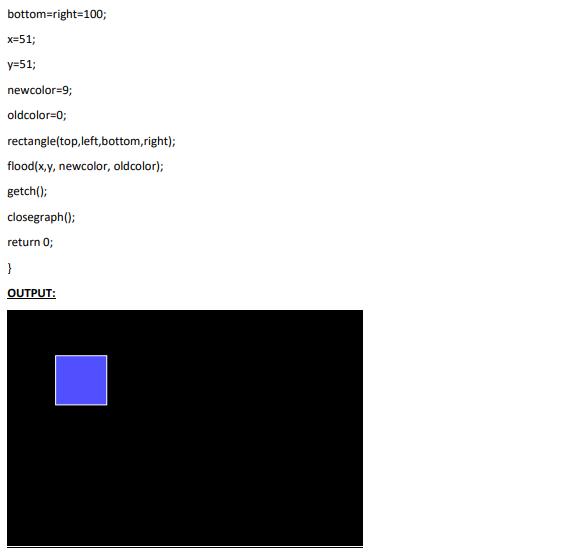 bottom=right=100;
x=51;
y=51;
newcolor=9;
oldcolor=0;
rectangle(top,left,bottom,right);
flood(x,y, newcolor, oldcolor);
getch();
closegraph();
return 0;
}
OUTPUT: